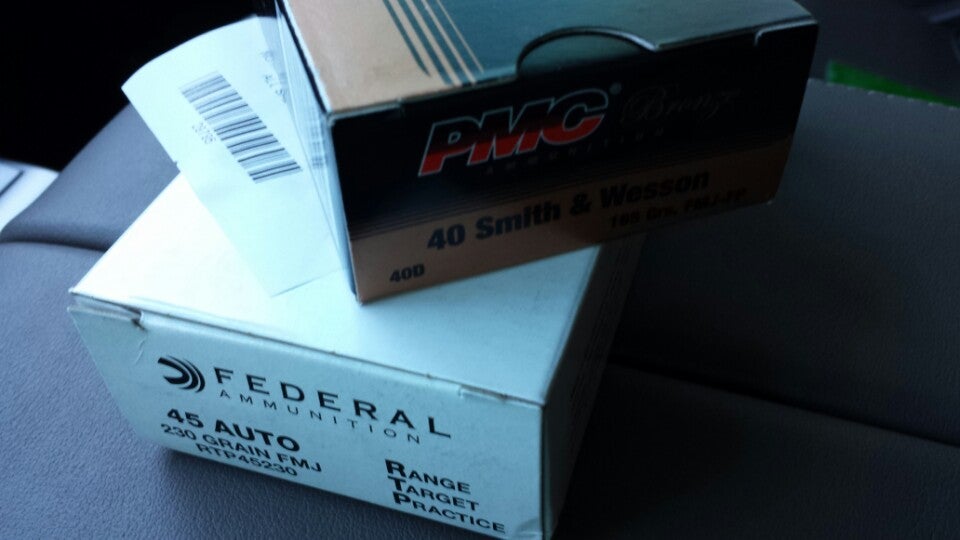 PMC® Bronze
AMMUNITION
40 Smith & Wesson
165 Grn. FMJ-FP
40D
FEDERAL
AMMUNITION
45 AUTO
230 GRAIN FMJ
RTP45230
RANGE
TARGET
PRACTICE